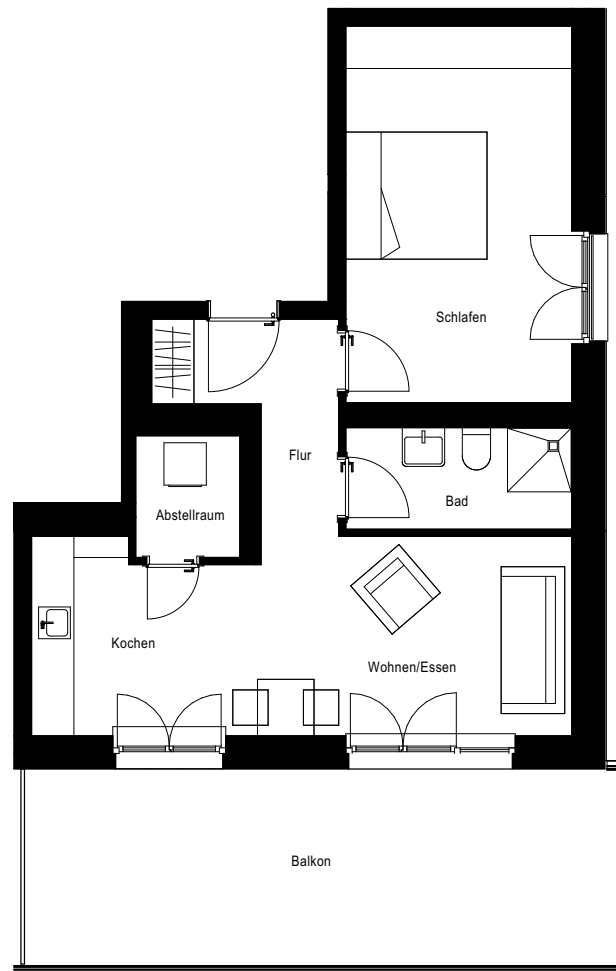 Schlafen
Flur
Bad
Abstellraum
Kochen
Wohnen/Essen
Balkon